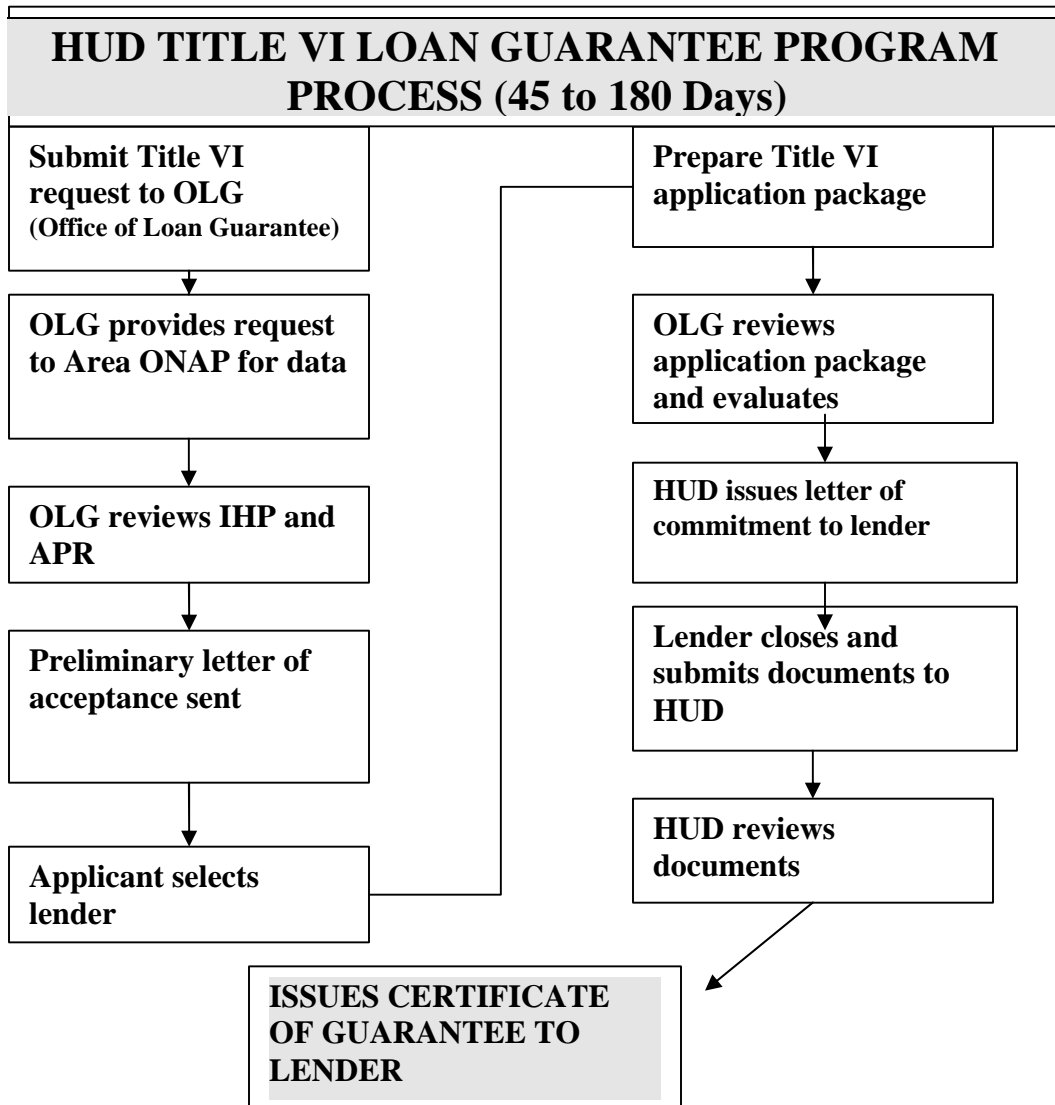 HUD TITLE VI LOAN GUARANTEE PROGRAM
PROCESS (45 to 180 Days)
Submit Title VI
request to OLG
(Office of Loan Guarantee)
OLG provides request
to Area ONAP for data
OLG reviews IHP and
APR
Preliminary letter of
acceptance sent
Applicant selects
lender
Prepare Title VI
application package
OLG reviews
application package
and evaluates
HUD issues letter of
commitment to lender
Lender closes and
submits documents to
HUD
HUD reviews
documents
ISSUES CERTIFICATE
OF GUARANTEE TO
LENDER